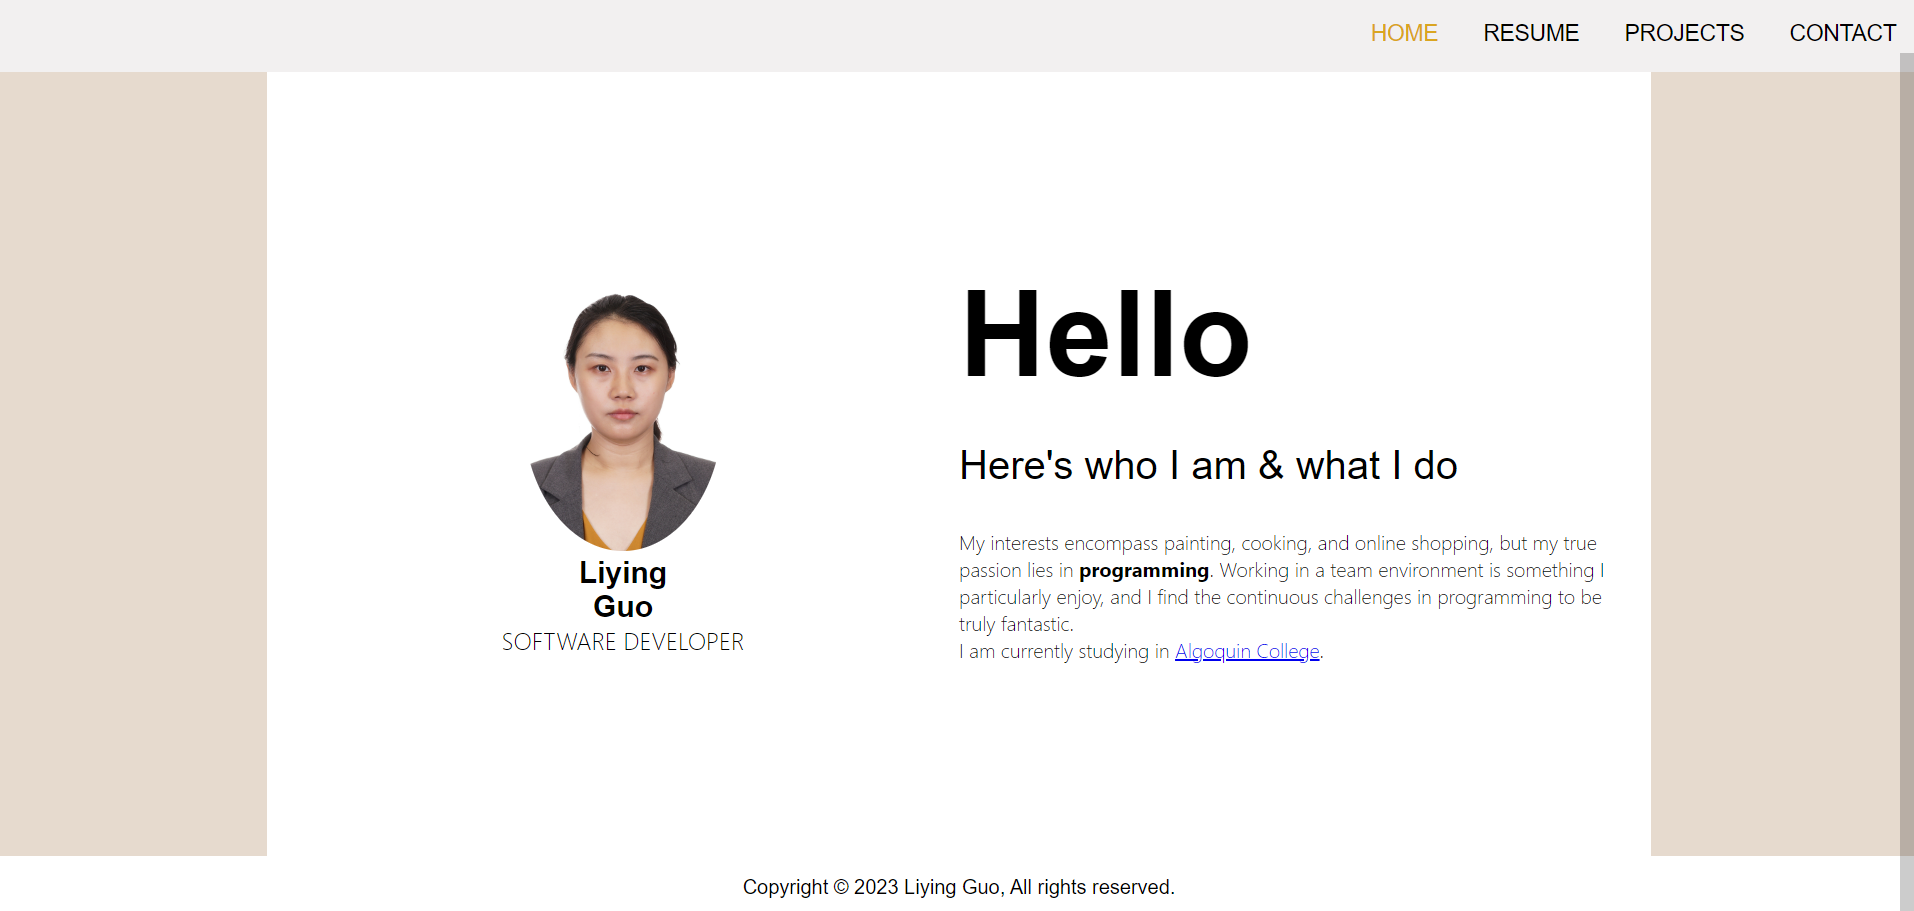 HOME RESUME PROJECTS CONTACT
Hello
Here's who I am & what I do
My interests encompass painting, cooking, and online shopping, but my true
passion lies in programming. Working in a team environment is something I
particularly enjoy, and I find the continuous challenges in programming to be
truly fantastic.
I am currently studying in Algoquin College.
Liying
Guo
SOFTWARE DEVELOPER
Copyright © 2023 Liying Guo, All rights reserved.